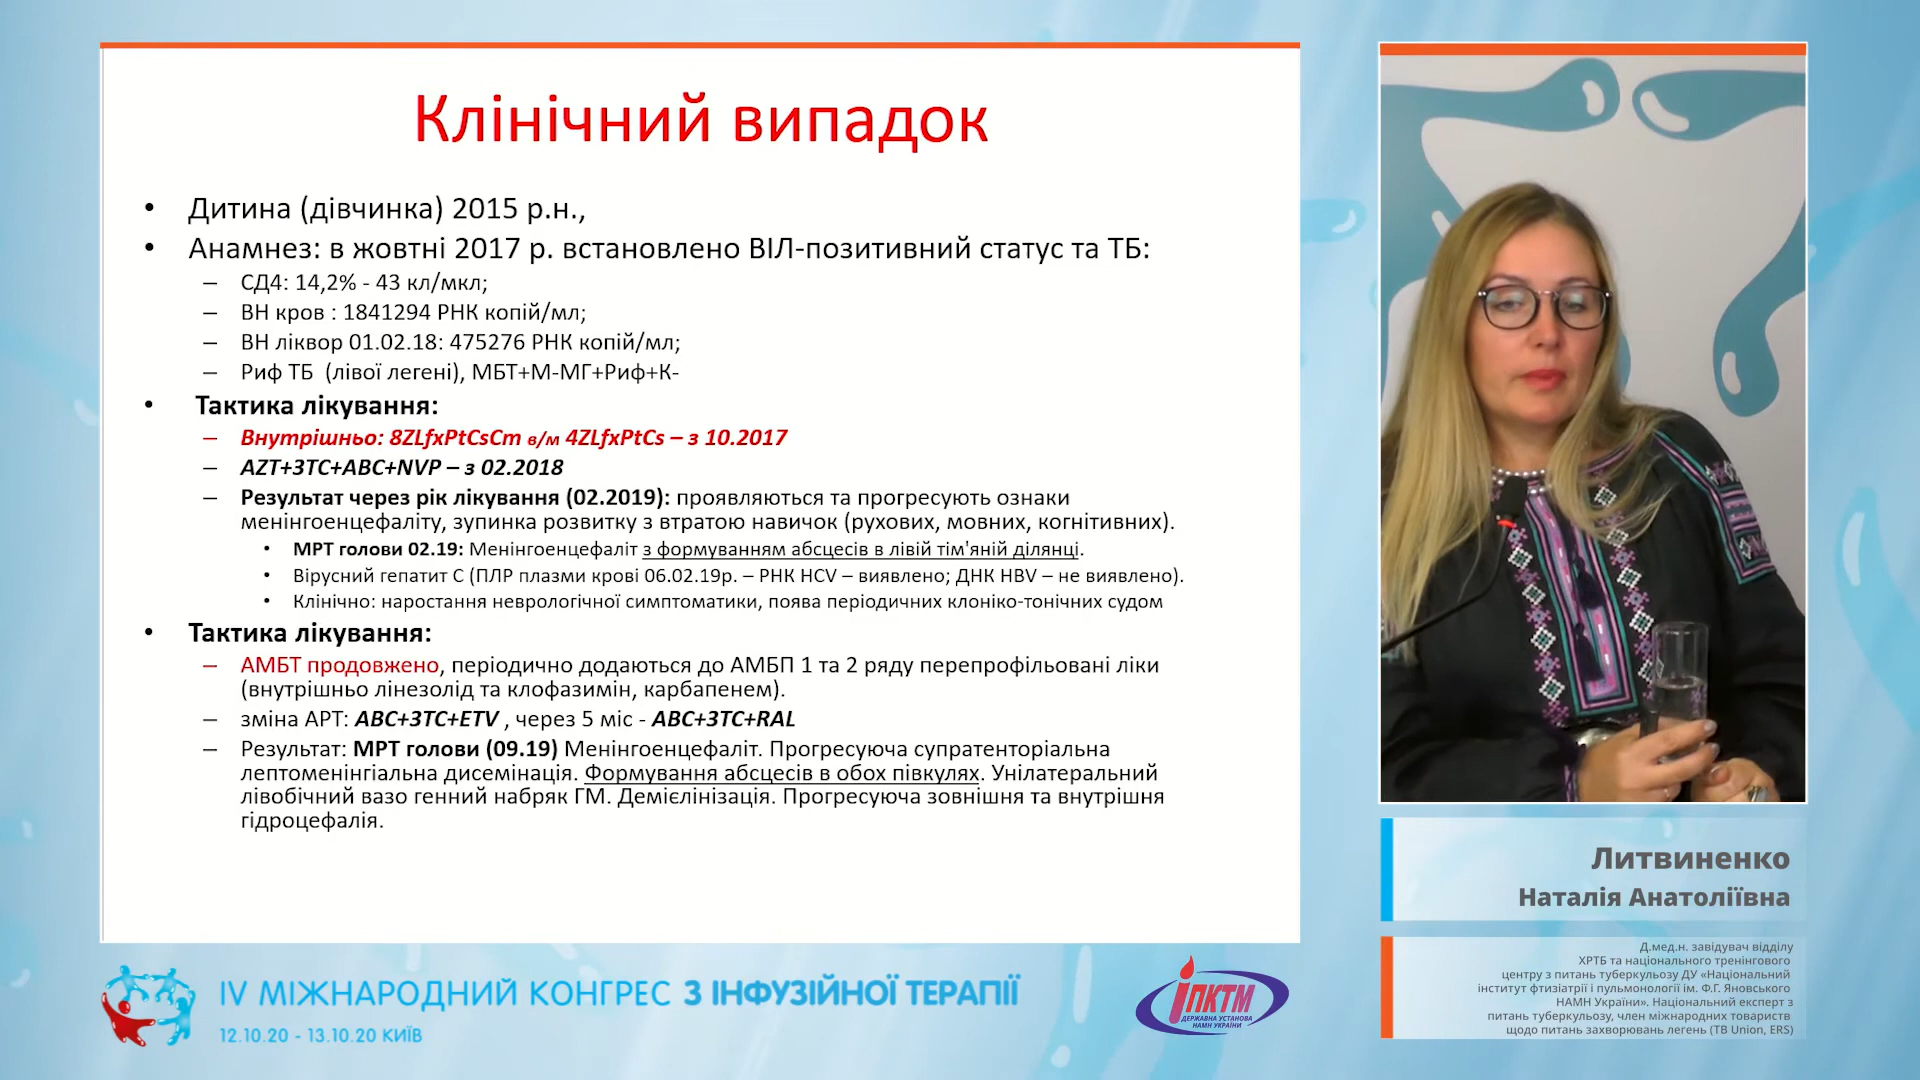 Клінічний випадок
• Дитина (дівчинка) 2015 р.н.,
• Анамнез: в жовтні 2017 р. встановлено ВІЛ-позитивний статус та ТБ:
– СД4: 14,2% - 43 кл/мкл;
– ВН кров : 1841294 РНК копій/мл;
– ВН ліквор 01.02.18: 475276 РНК копій/мл;
– Риф ТБ (лівої легені), МБТ+М-МГ+Риф+К-
• Тактика лікування:
– Внутрішньо: 8ZLfxPtCsCm в/м 4ZLfxPtCs – з 10.2017
– AZT+3TC+ABC+NVP – з 02.2018
– Результат через рік лікування (02.2019): проявляються та прогресують ознаки
менінгоенцефаліту, зупинка розвитку з втратою навичок (рухових, мовних, когнітивних).
• МРТ голови 02.19: Менінгоенцефаліт з формуванням абсцесів в лівій тім'яній ділянці.
• Вірусний гепатит С (ПЛР плазми крові 06.02.19р. – РНК HCV – виявлено; ДНК HBV – не виявлено).
• Клінічно: наростання неврологічної симптоматики, поява періодичних клоніко-тонічних судом
• Тактика лікування:
– АМБТ продовжено, періодично додаються до АМБП 1 та 2 ряду перепрофільовані ліки
(внутрішньо лінезолід та клофазимін, карбапенем).
– зміна АРТ: ABC+3TC+ETV , через 5 міс - ABC+3TC+RAL
– Результат: МРТ голови (09.19) Менінгоенцефаліт. Прогресуюча супратенторіальна
лептоменінгіальна дисемінація. Формування абсцесів в обох півкулях. Унілатеральний
лівобічний вазо генний набряк ГМ. Демієлінізація. Прогресуюча зовнішня та внутрішня
гідроцефалія.
Литвиненко
Наталія Анатоліївна
Д.мед.н. завідувач відділу
ХРТБ та національного тренінгового
центру з питань туберкульозу ДУ «Національний
інститут фтизіатрії і пульмонології ім. Ф.Г. Яновського
НАМН України». Національний експерт з
питань туберкульозу, член міжнародних товариств
щодо питань захворювань легень (TB Union, ERS)
IV МІЖНАРОДНИЙ КОНГРЕС З ІНФУЗІЙНОЇ ТЕРАПІЇ
12.10.20 - 13.10.20 КИЇВ
ІПКТМ
ДЕРЖАВНА УСТАНОВА
НАМН УКРАЇНИ